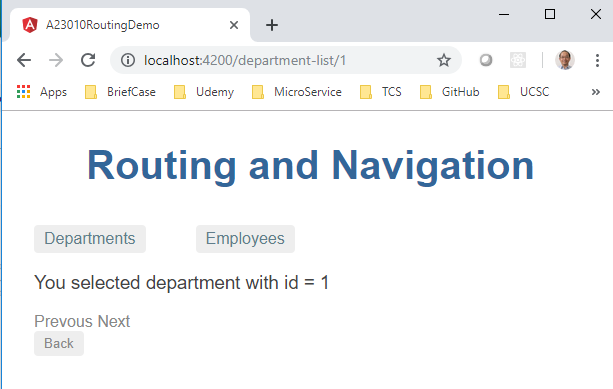 A23010RoutingDemo
localhost:4200/department-list/1
Apps BriefCase Udemy MicroService TCS GitHub UCSC »
Routing and Navigation
Departments Employees
You selected department with id = 1
Prevous Next
Back